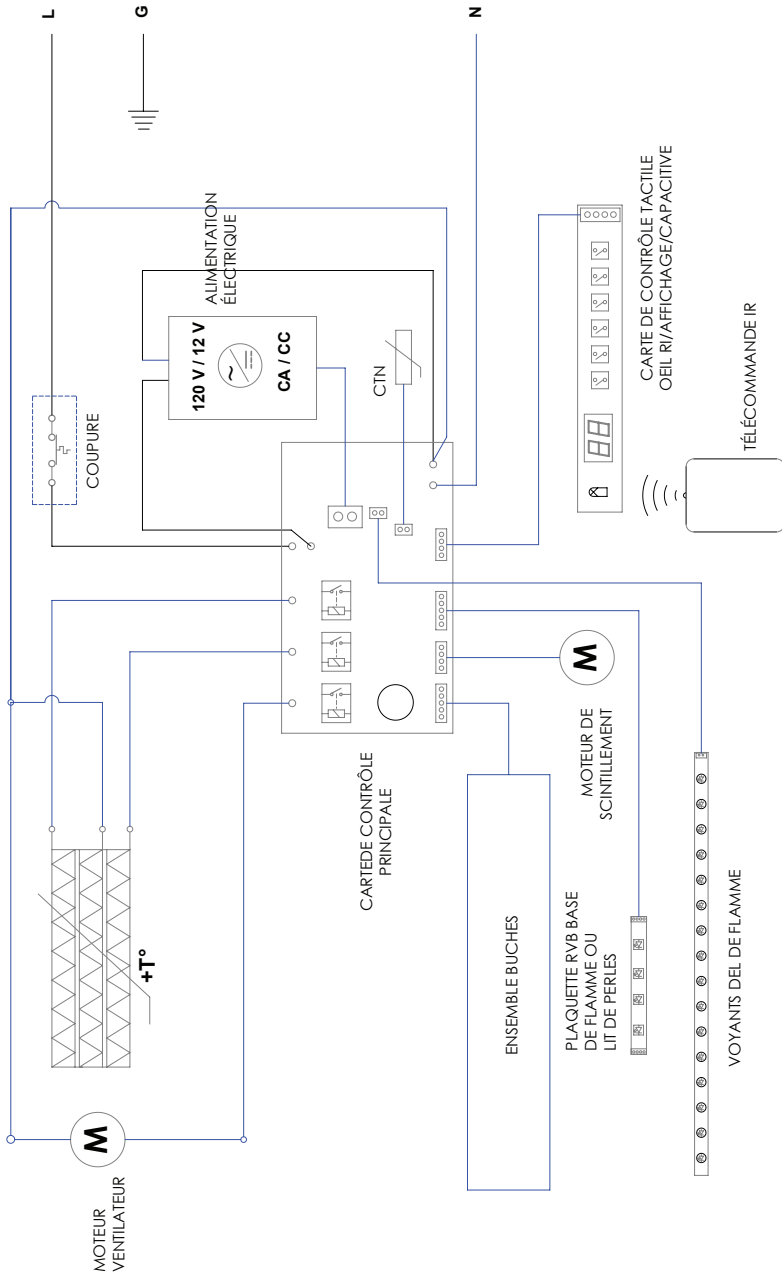 L
G
N
COUPURE
ALIMENTATION
ÉLECTRIQUE
120 V / 12 V
CA / CC
CTN
+T°
M
MOTEUR
VENTILATEUR
CARTEDE CONTRÔLE
PRINCIPALE
CARTE DE CONTRÔLE TACTILE
OEIL RI/AFFICHAGE/CAPACITIVE
88
TÉLÉCOMMANDE IR
M
MOTEUR DE
SCINTILLEMENT
ENSEMBLE BUCHES
PLAQUETTE RVB BASE
DE FLAMME OU
LIT DE PERLES
VOYANTS DEL DE FLAMME